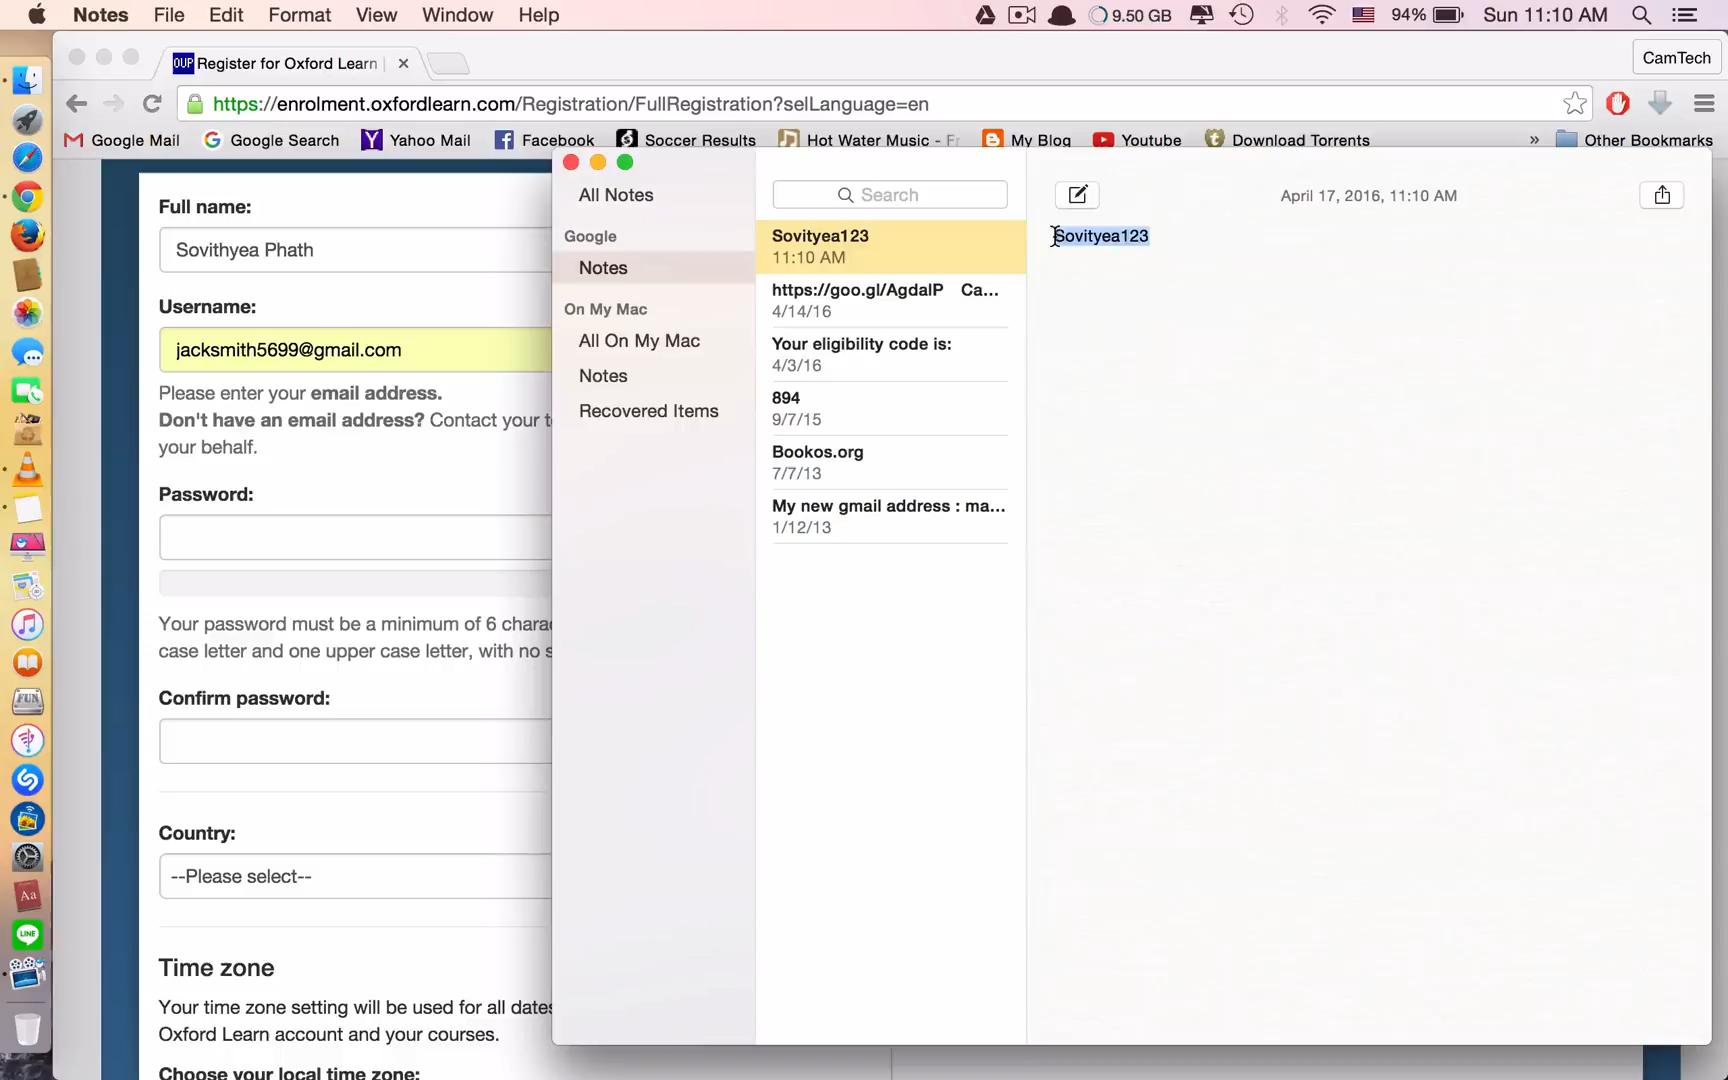 Notes File Edit Format View Window Help 9.50 GB 94% Sun 11:10 AM
OUP Register for Oxford Learn CamTech
https://enrolment.oxfordlearn.com/Registration/FullRegistration?selLanguage=en
Google Mail Google Search Yahoo Mail Facebook Soccer Results Hot Water Music - Fr My Blog Youtube Download Torrents » Other Bookmarks
Full name:
Sovithyea Phath
Username:
jacksmith5699@gmail.com
Please enter your email address.
Don't have an email address? Contact your
your behalf.
Password:
Your password must be a minimum of 6
case letter and one upper case letter, with no
Confirm password:
Country:
--Please select--
Time zone
Your time zone setting will be used for all dates
Oxford Learn account and your courses.
Choose your local time zone:
All Notes
Google
Notes
On My Mac
All On My Mac
Notes
Recovered Items
Search
Sovityea123
11:10 AM
https://goo.gl/AgdalP Ca...
4/14/16
Your eligibility code is:
4/3/16
894
9/7/15
Bookos.org
7/7/13
My new gmail address : ma...
1/12/13
April 17, 2016, 11:10 AM
Sovityea123
FUN
Aa
LINE